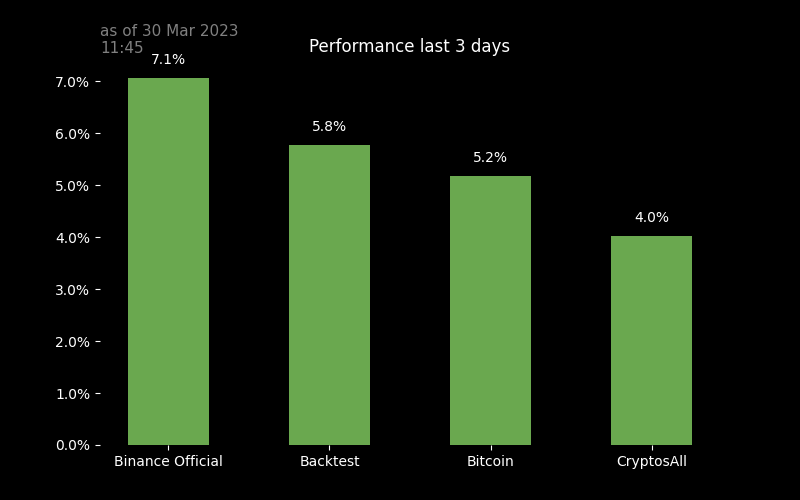 as of 30 Mar 2023
11:45
Performance last 3 days
7.1%
5.8%
5.2%
4.0%
7.0%
6.0%
5.0%
4.0%
3.0%
2.0%
1.0%
0.0%
Binance Official
Backtest
Bitcoin
CryptosAll